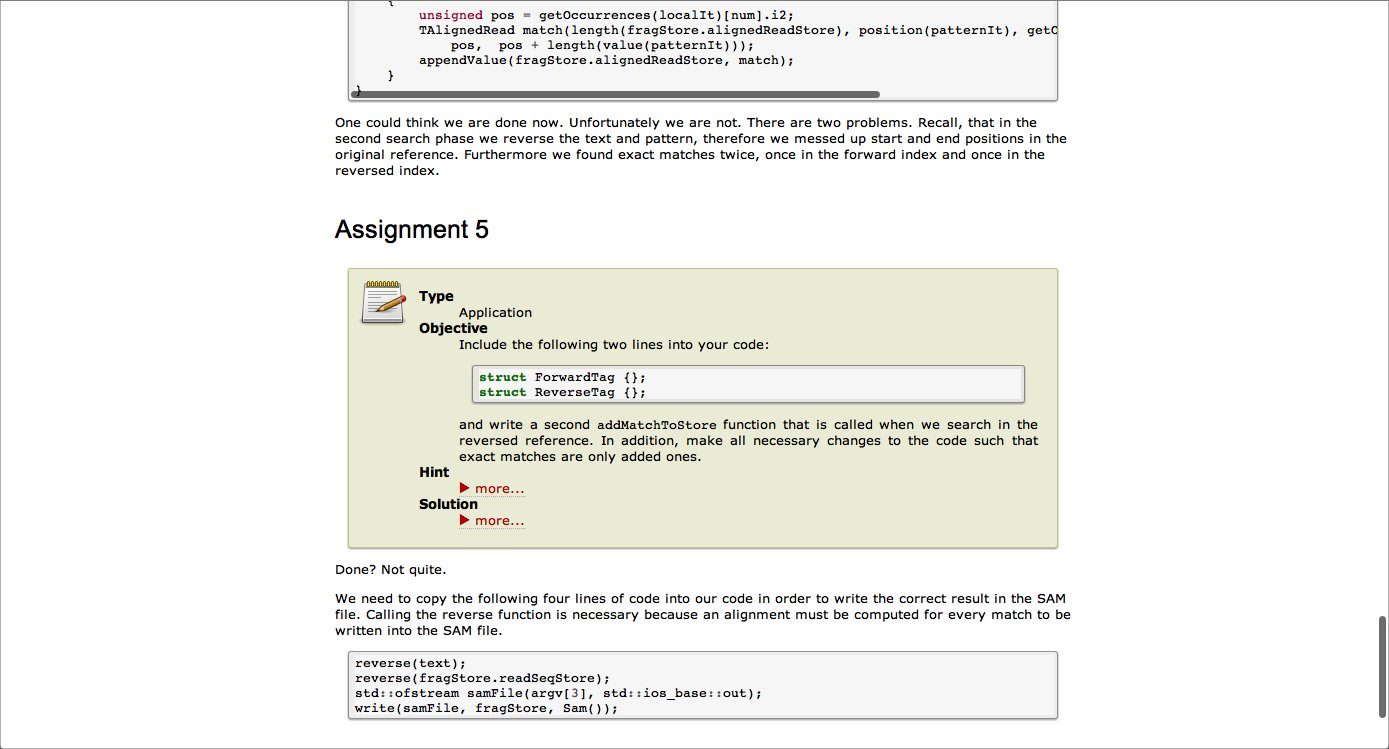 {
unsigned pos = getOccurrences(localIt)[num].i2;
TAlignedRead match(length(fragStore.alignedReadStore), position(patternIt), getO
pos,  pos + length(value(patternIt)));
appendValue(fragStore.alignedReadStore, match);
}
}
One could think we are done now. Unfortunately we are not. There are two problems. Recall, that in the
second search phase we reverse the text and pattern, therefore we messed up start and end positions in the
original reference. Furthermore we found exact matches twice, once in the forward index and once in the
reversed index.
Assignment 5
Type
Application
Objective
Include the following two lines into your code:
struct ForwardTag {};
struct ReverseTag {};
and write a second addMatchToStore function that is called when we search in the
reversed reference. In addition, make all necessary changes to the code such that
exact matches are only added ones.
Hint
more...
Solution
more...
Done? Not quite.
We need to copy the following four lines of code into our code in order to write the correct result in the SAM
file. Calling the reverse function is necessary because an alignment must be computed for every match to be
written into the SAM file.
reverse(text);
reverse(fragStore.readSeqStore);
std::ofstream samFile(argv[3], std::ios_base::out);
write(samFile, fragStore, Sam());